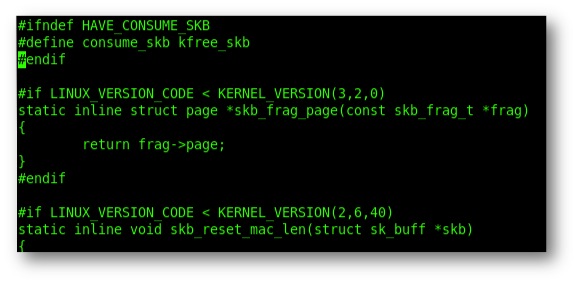 #ifndef HAVE_CONSUME_SKB
#define consume_skb kfree_skb
#endif
#if LINUX_VERSION_CODE < KERNEL_VERSION(3,2,0)
static inline struct page *skb_frag_page(const skb_frag_t *frag)
{
return frag->page;
}
#endif
#if LINUX_VERSION_CODE < KERNEL_VERSION(2,6,40)
static inline void skb_reset_mac_len(struct sk_buff *skb)
{